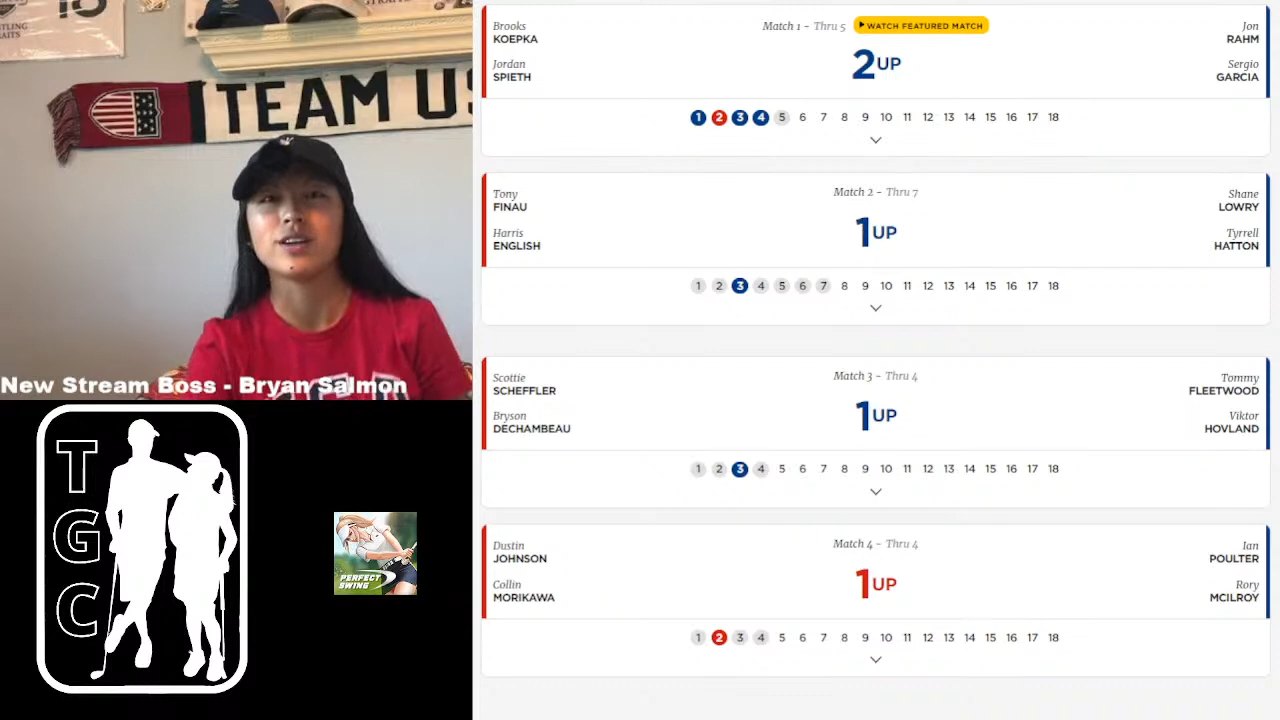 TEAM US
New Stream Boss - Bryan Salmon
TGC
PERFECT
SWING
Brooks
KOEPKA
Jordan
SPIETH
Match 1 - Thru 5
WATCH FEATURED MATCH
2UP
Jon
RAHM
Sergio
GARCIA
1 2 3 4 5 6 7 8 9 10 11 12 13 14 15 16 17 18
Tony
FINAU
Harris
ENGLISH
Match 2 - Thru 7
1UP
Shane
LOWRY
Tyrrell
HATTON
1 2 3 4 5 6 7 8 9 10 11 12 13 14 15 16 17 18
Scottie
SCHEFFLER
Bryson
DECHAMBEAU
Match 3 - Thru 4
1UP
Tommy
FLEETWOOD
Viktor
HOVLAND
1 2 3 4 5 6 7 8 9 10 11 12 13 14 15 16 17 18
Dustin
JOHNSON
Collin
MORIKAWA
Match 4 - Thru 4
1UP
Ian
POULTER
Rory
MCILROY
1 2 3 4 5 6 7 8 9 10 11 12 13 14 15 16 17 18